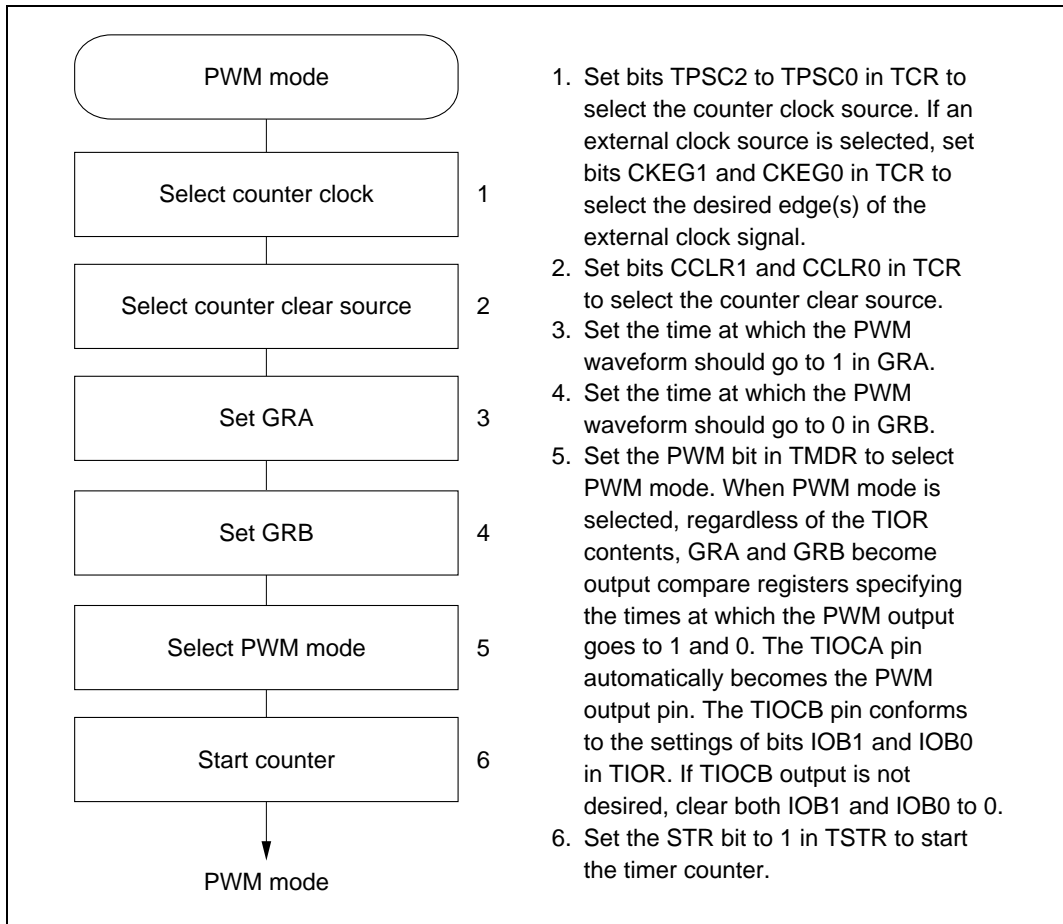 PWM mode
Select counter clock 1
Select counter clear source 2
Set GRA 3
Set GRB 4
Select PWM mode 5
Start counter 6
PWM mode
1. Set bits TPSC2 to TPSC0 in TCR to
select the counter clock source. If an
external clock source is selected, set
bits CKEG1 and CKEG0 in TCR to
select the desired edge(s) of the
external clock signal.
2. Set bits CCLR1 and CCLR0 in TCR
to select the counter clear source.
3. Set the time at which the PWM
waveform should go to 1 in GRA.
4. Set the time at which the PWM
waveform should go to 0 in GRB.
5. Set the PWM bit in TMDR to select
PWM mode. When PWM mode is
selected, regardless of the TIOR
contents, GRA and GRB become
output compare registers specifying
the times at which the PWM output
goes to 1 and 0. The TIOCA pin
automatically becomes the PWM
output pin. The TIOCB pin conforms
to the settings of bits IOB1 and IOB0
in TIOR. If TIOCB output is not
desired, clear both IOB1 and IOB0 to 0.
6. Set the STR bit to 1 in TSTR to start
the timer counter.